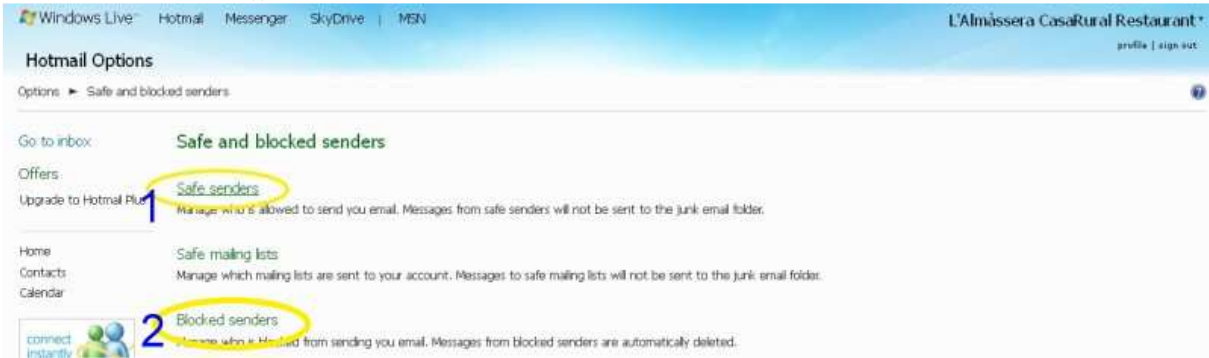 Windows Live™ Hotmail Messenger SkyDrive | MSN
L'Almàssera CasaRural Restaurant
profile | sign out
Hotmail Options
Options ► Safe and blocked senders
Go to inbox
Safe and blocked senders
Offers
Upgrade to Hotmail Plus
1
Safe senders
Manage who is allowed to send you email. Messages from safe senders will not be sent to the junk email folder.
Home
Contacts
Calendar
Safe mailing lists
Manage which mailing lists are sent to your account. Messages to safe mailing lists will not be sent to the junk email folder.
2
Blocked senders
Manage who is blocked from sending you email. Messages from blocked senders are automatically deleted.
connect
instantly